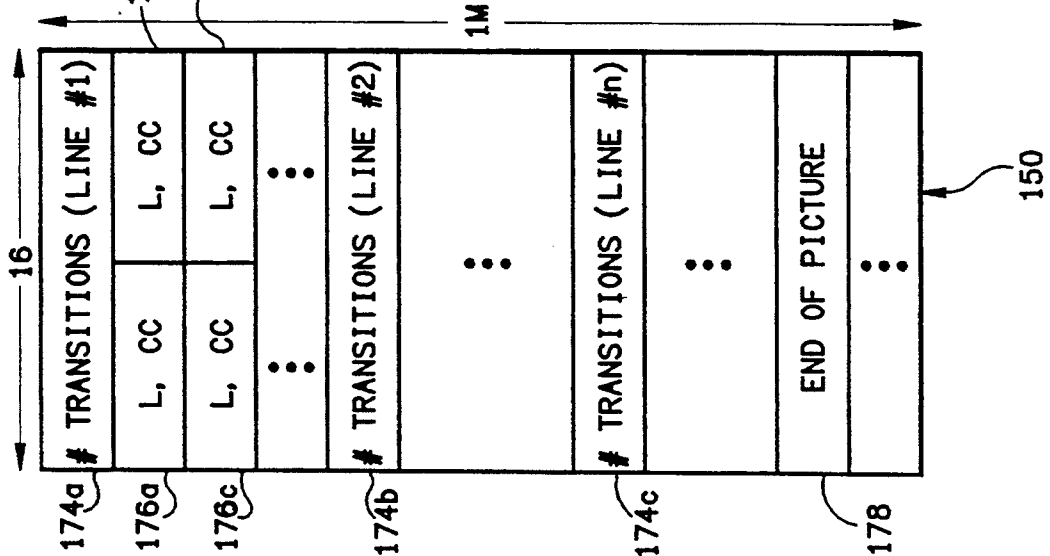 16
174a # TRANSITIONS (LINE #1)
176a L, CC L, CC
176c L, CC L, CC
174b # TRANSITIONS (LINE #2)
174c # TRANSITIONS (LINE #n)
178 END OF PICTURE
1M
150